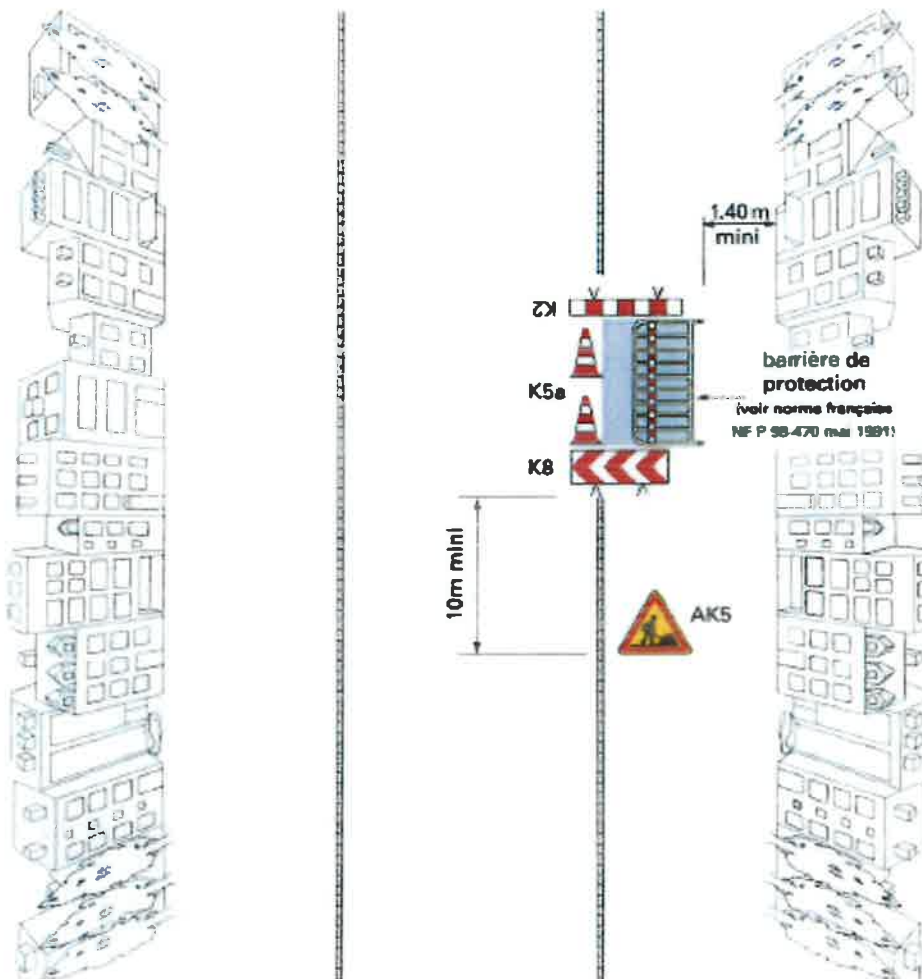 1.40 m
mini
K2
barrière de
protection
(voir norme française
NF P 98-470 mai 1991)
K5a
K8
10m mini
AK5